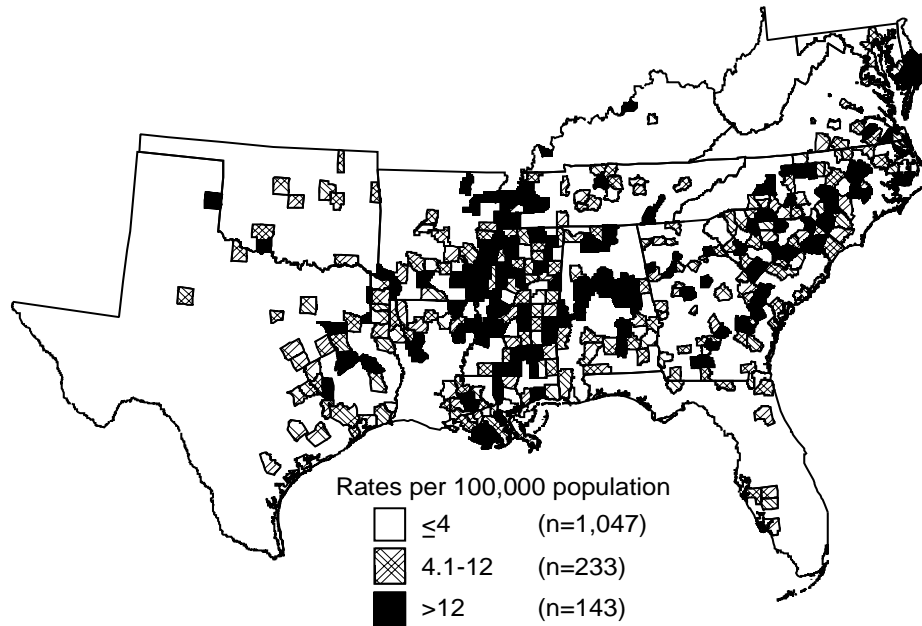 Rates per 100,000 population
≤4 (n=1,047)
4.1-12 (n=233)
>12 (n=143)